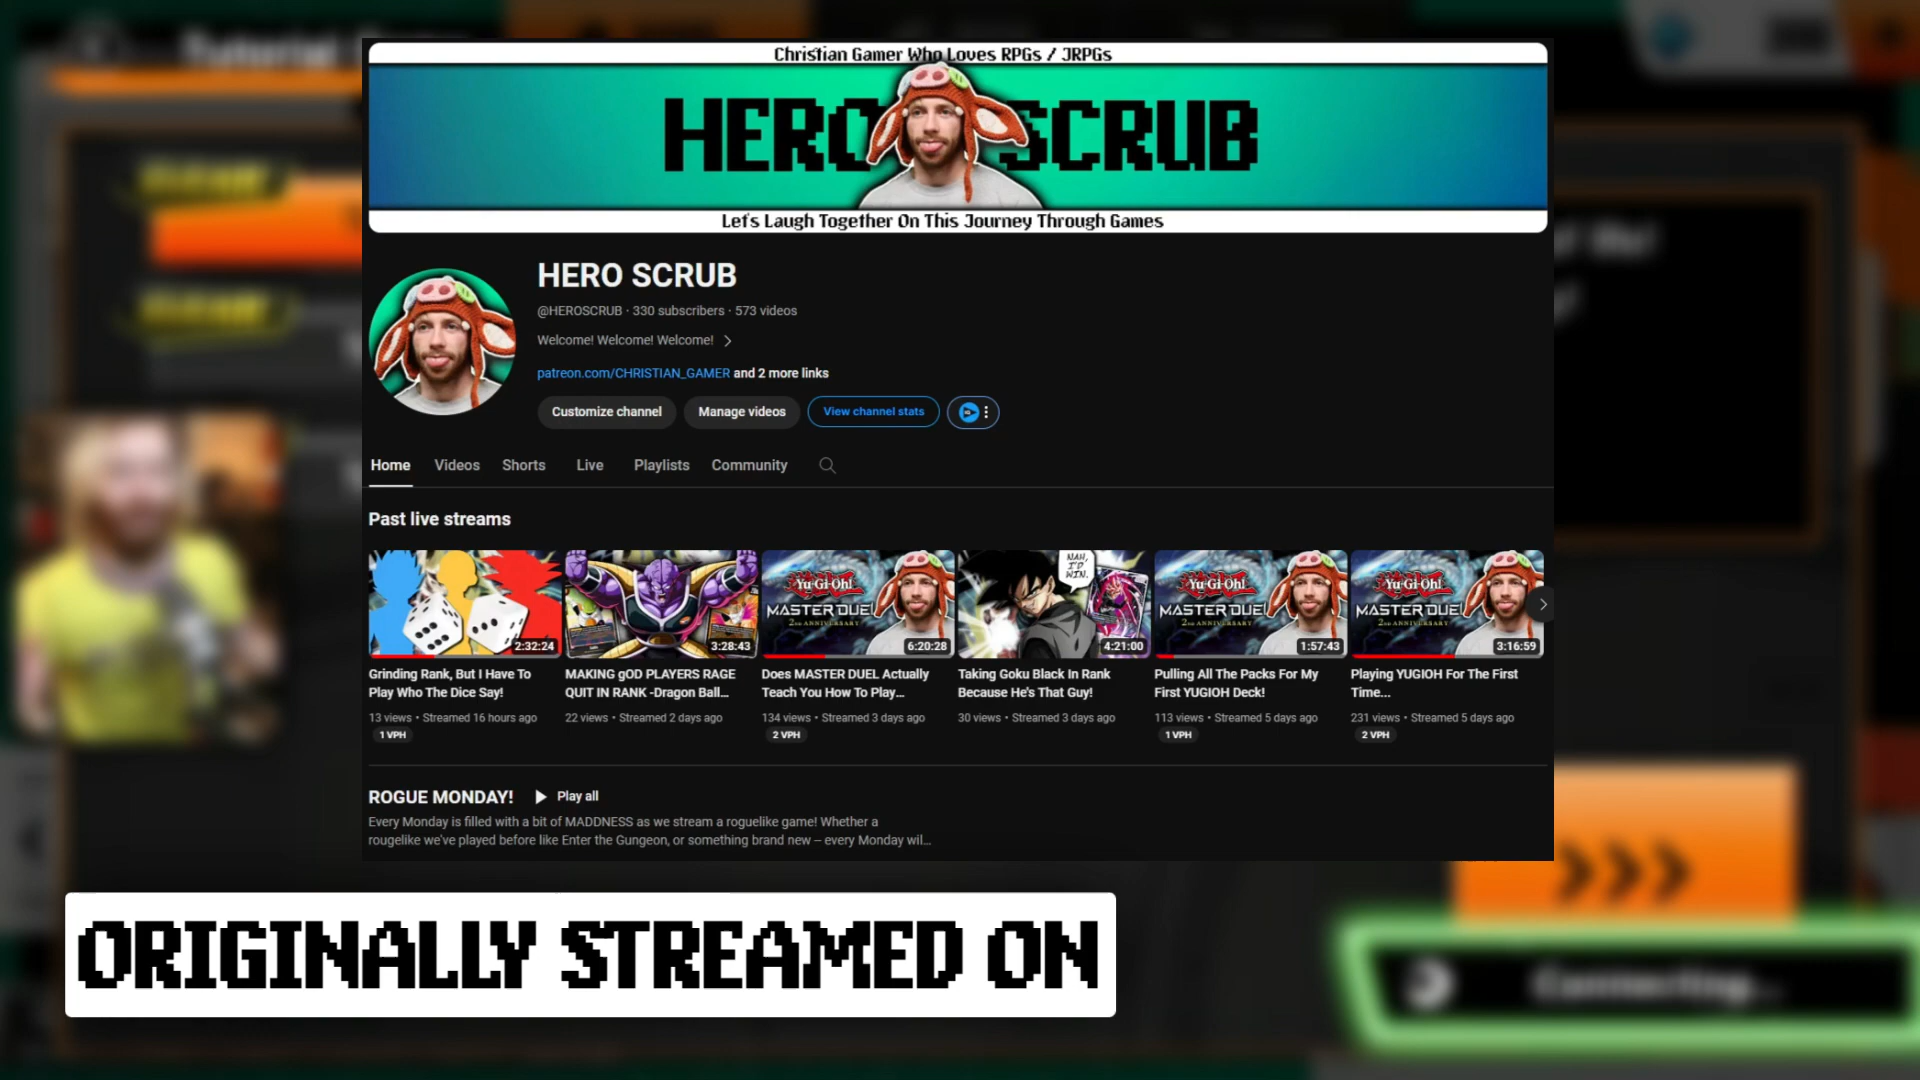 Tutorial
Christian Gamer Who Loves RPGs / JRPGs
HERO SCRUB
Let's Laugh Together On This Journey Through Games
HERO SCRUB
@HEROSCRUB · 330 subscribers · 573 videos
Welcome! Welcome! Welcome!
patreon.com/CHRISTIAN_GAMER and 2 more links
Customize channel Manage videos View channel stats
Home Videos Shorts Live Playlists Community
Past live streams
NAH,
I'D
WIN.
Yu-Gi-Oh! Yu-Gi-Oh! Yu-Gi-Oh!
MASTER DUEL MASTER DUEL MASTER DUEL
2ND ANNIVERSARY 2ND ANNIVERSARY 2ND ANNIVERSARY
2:32:24 3:28:43 6:20:28 4:21:00 1:57:43 3:16:59
Grinding Rank, But I Have To
Play Who The Dice Say!
13 views • Streamed 16 hours ago
1 VPH
MAKING gOD PLAYERS RAGE
QUIT IN RANK -Dragon Ball...
22 views • Streamed 2 days ago
Does MASTER DUEL Actually
Teach You How To Play...
134 views • Streamed 3 days ago
2 VPH
Taking Goku Black In Rank
Because He's That Guy!
30 views • Streamed 3 days ago
Pulling All The Packs For My
First YUGIOH Deck!
113 views • Streamed 5 days ago
1 VPH
Playing YUGIOH For The First
Time...
231 views • Streamed 5 days ago
2 VPH
ROGUE MONDAY! Play all
Every Monday is filled with a bit of MADDNESS as we stream a roguelike game! Whether a
rougelike we've played before like Enter the Gungeon, or something brand new – every Monday wil...
ORIGINALLY STREAMED ON
Connecting...